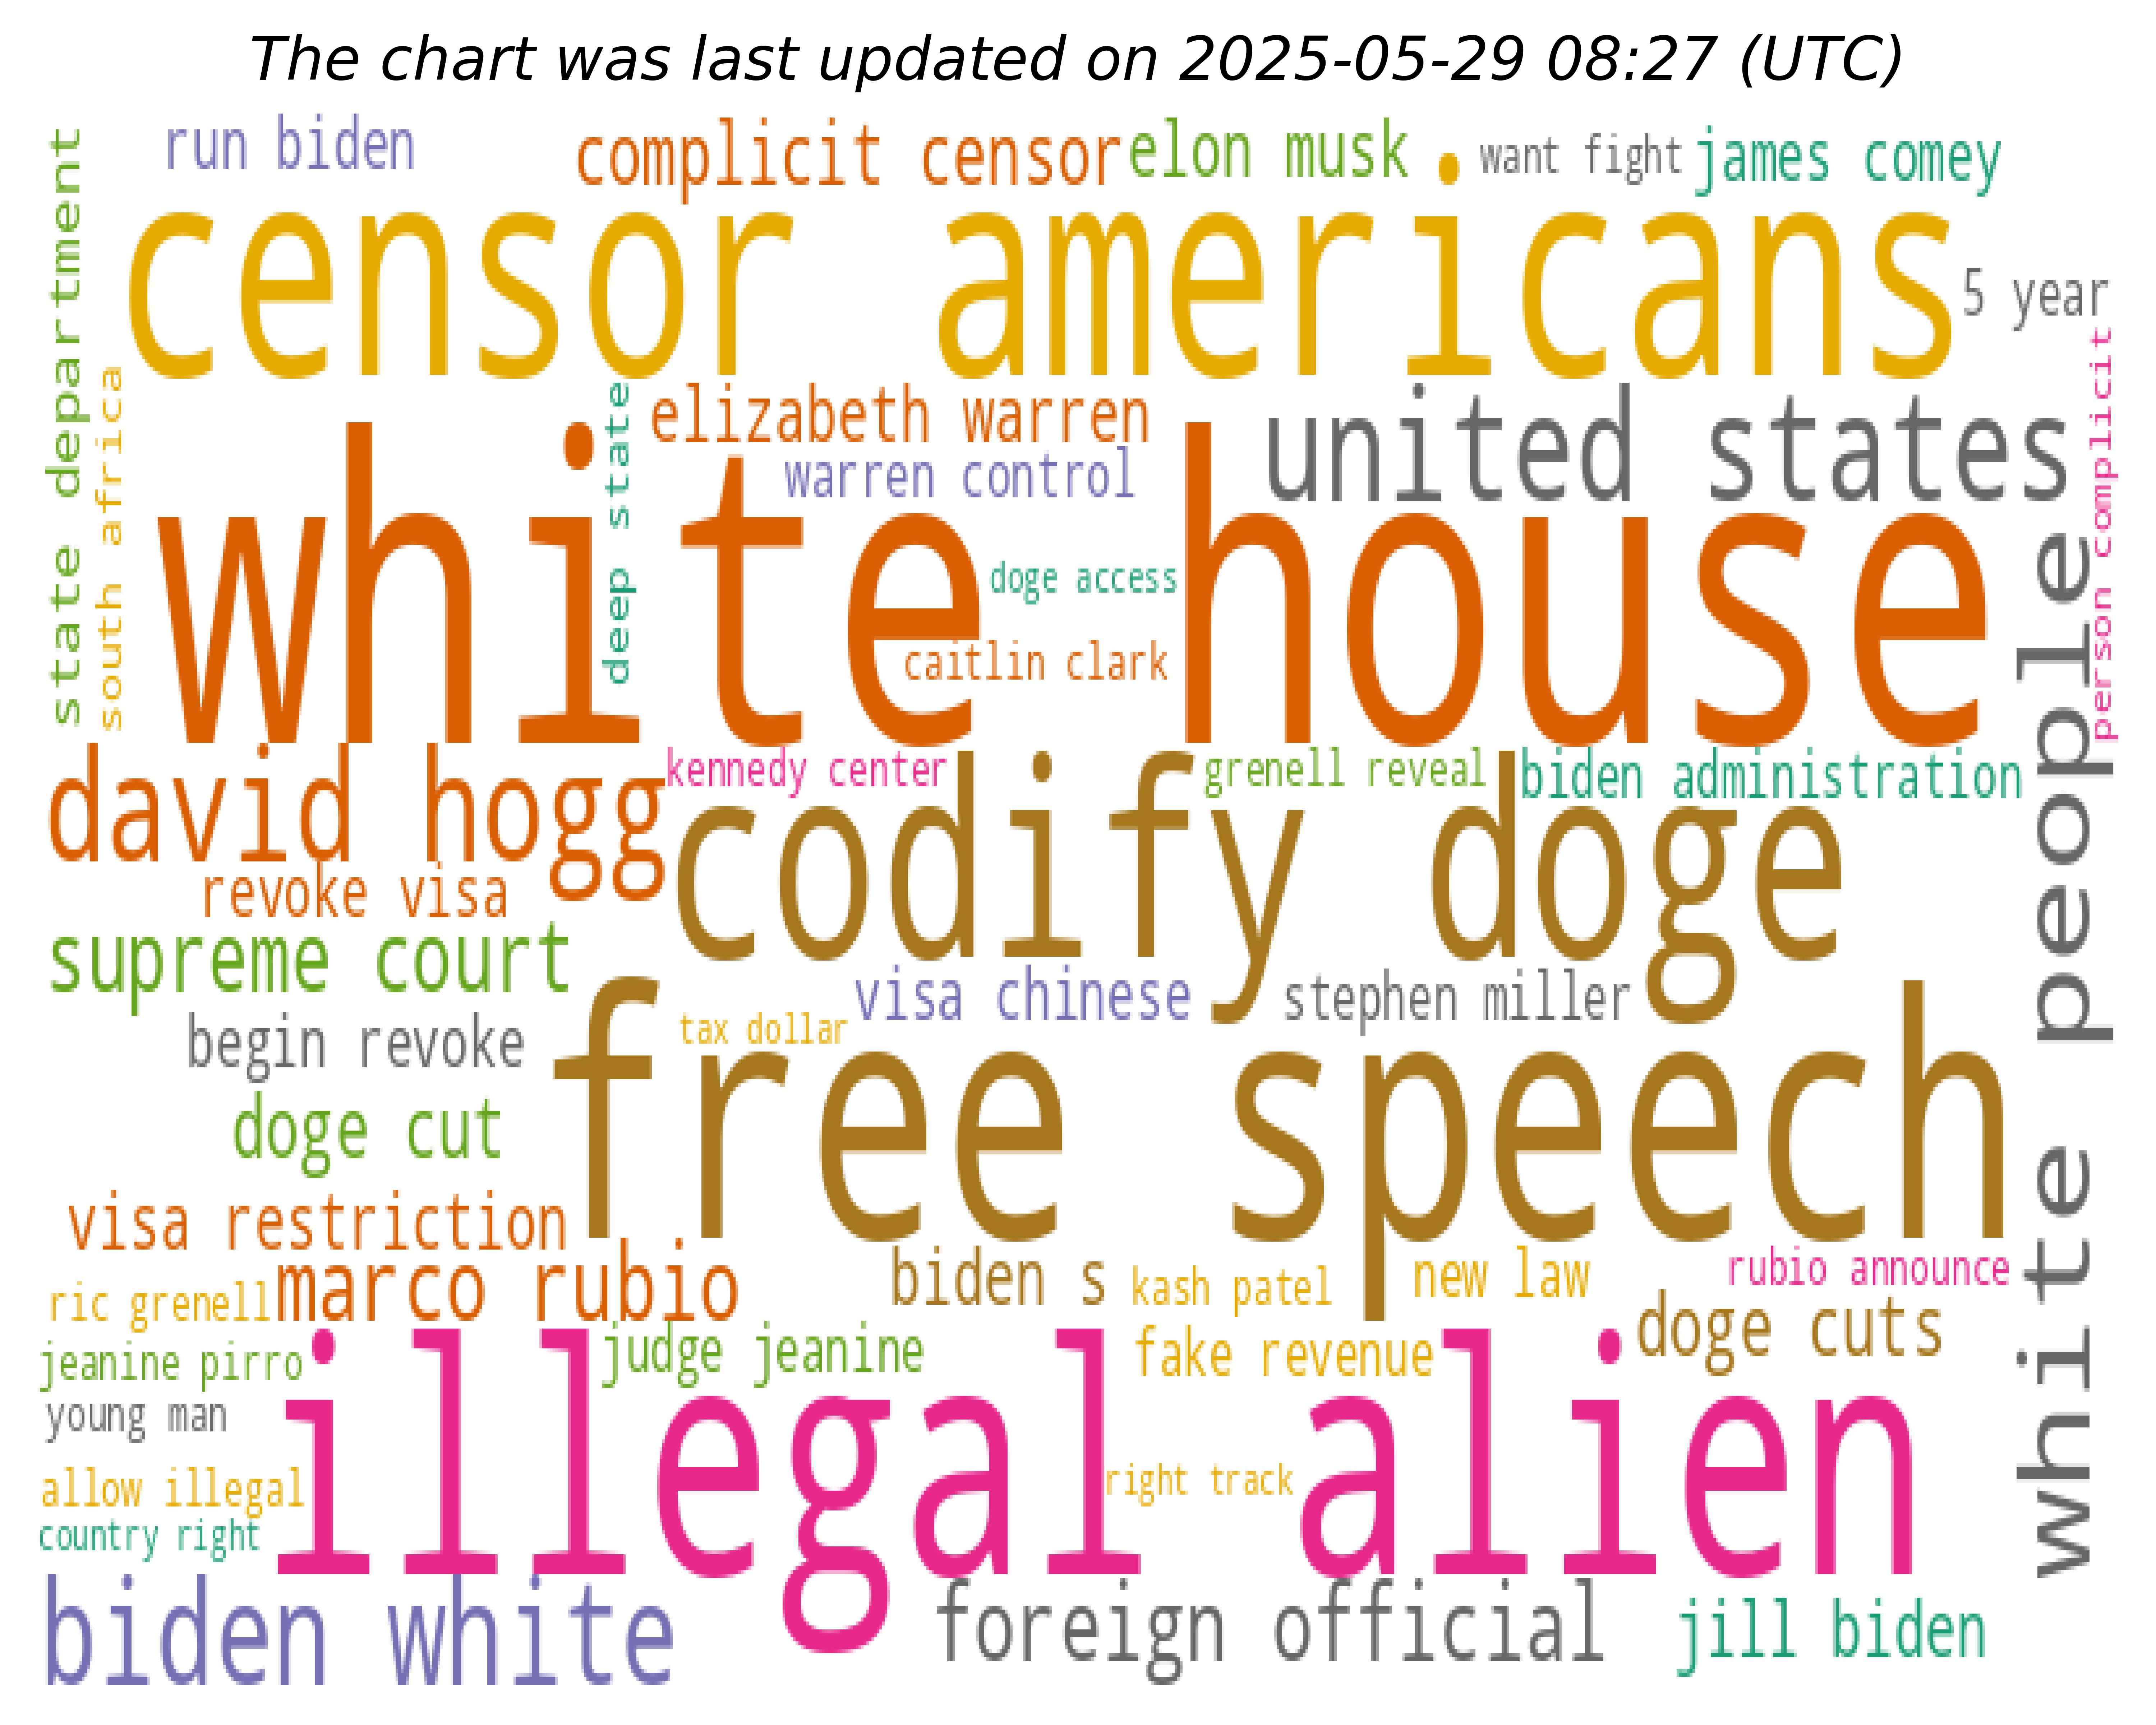 The chart was last updated on 2025-05-29 08:27 (UTC)
run biden
complicit censor
elon musk
want fight
james comey
state department
censor americans
5 year
south africa
deep state
elizabeth warren
united states
person complicit
warren control
white house
doge access
caitlin clark
white people
david hogg
kennedy center
grenell reveal
biden administration
codify doge
revoke visa
supreme court
visa chinese
stephen miller
begin revoke
tax dollar
free speech
doge cut
visa restriction
marco rubio
biden s
kash patel
new law
rubio announce
ric grenell
doge cuts
jeanine pirro
judge jeanine
fake revenue
illegal alien
young man
allow illegal
right track
country right
biden white
foreign official
jill biden